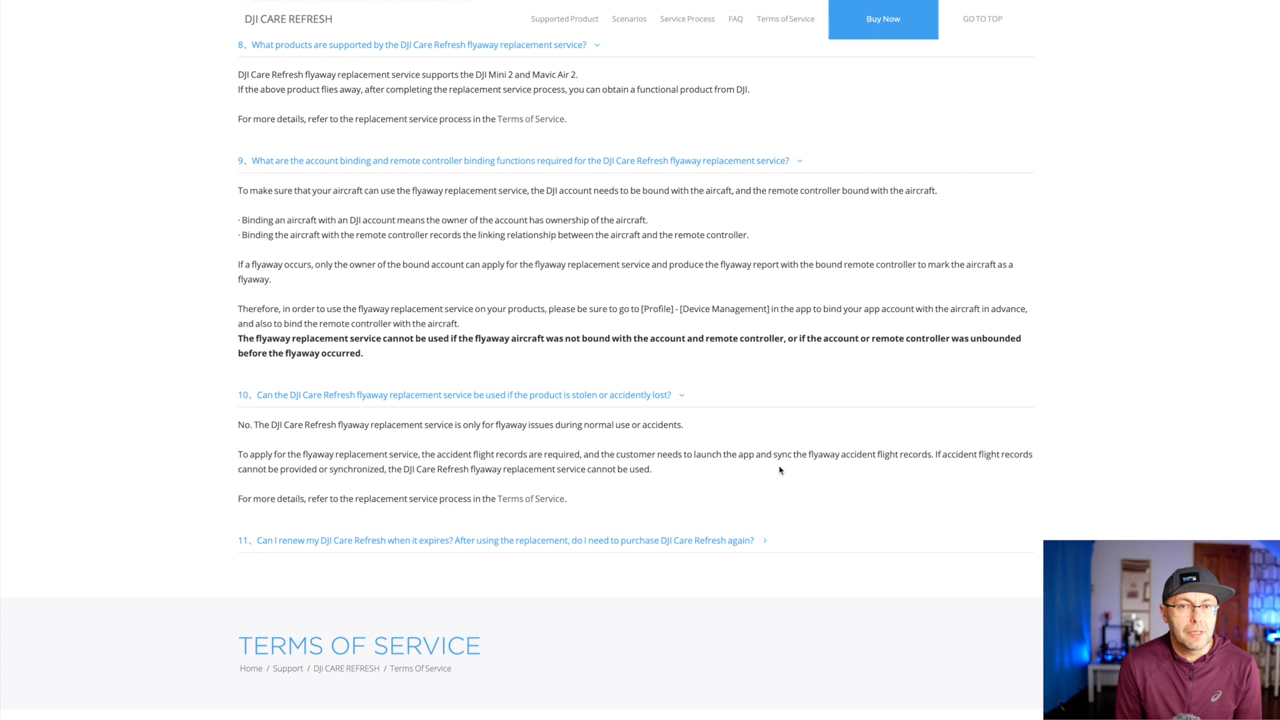 DJI CARE REFRESH
Supported Product
Scenarios
Service Process
FAQ
Terms of Service
Buy Now
GO TO TOP
8、What products are supported by the DJI Care Refresh flyaway replacement service?
DJI Care Refresh flyaway replacement service supports the DJI Mini 2 and Mavic Air 2.
If the above product flies away, after completing the replacement service process, you can obtain a functional product from DJI.
For more details, refer to the replacement service process in the Terms of Service.
9、What are the account binding and remote controller binding functions required for the DJI Care Refresh flyaway replacement service?
To make sure that your aircraft can use the flyaway replacement service, the DJI account needs to be bound with the aircaft, and the remote controller bound with the aircraft.
· Binding an aircraft with an DJI account means the owner of the account has ownership of the aircraft.
· Binding the aircraft with the remote controller records the linking relationship between the aircraft and the remote controller.
If a flyaway occurs, only the owner of the bound account can apply for the flyaway replacement service and produce the flyaway report with the bound remote controller to mark the aircraft as a
flyaway.
Therefore, in order to use the flyaway replacement service on your products, please be sure to go to [Profile] - [Device Management] in the app to bind your app account with the aircraft in advance,
and also to bind the remote controller with the aircraft.
The flyaway replacement service cannot be used if the flyaway aircraft was not bound with the account and remote controller, or if the account or remote controller was unbounded
before the flyaway occurred.
10、Can the DJI Care Refresh flyaway replacement service be used if the product is stolen or accidently lost?
No. The DJI Care Refresh flyaway replacement service is only for flyaway issues during normal use or accidents.
To apply for the flyaway replacement service, the accident flight records are required, and the customer needs to launch the app and sync the flyaway accident flight records. If accident flight records
cannot be provided or synchronized, the DJI Care Refresh flyaway replacement service cannot be used.
For more details, refer to the replacement service process in the Terms of Service.
11、Can I renew my DJI Care Refresh when it expires? After using the replacement, do I need to purchase DJI Care Refresh again?
TERMS OF SERVICE
Home / Support / DJI CARE REFRESH / Terms Of Service